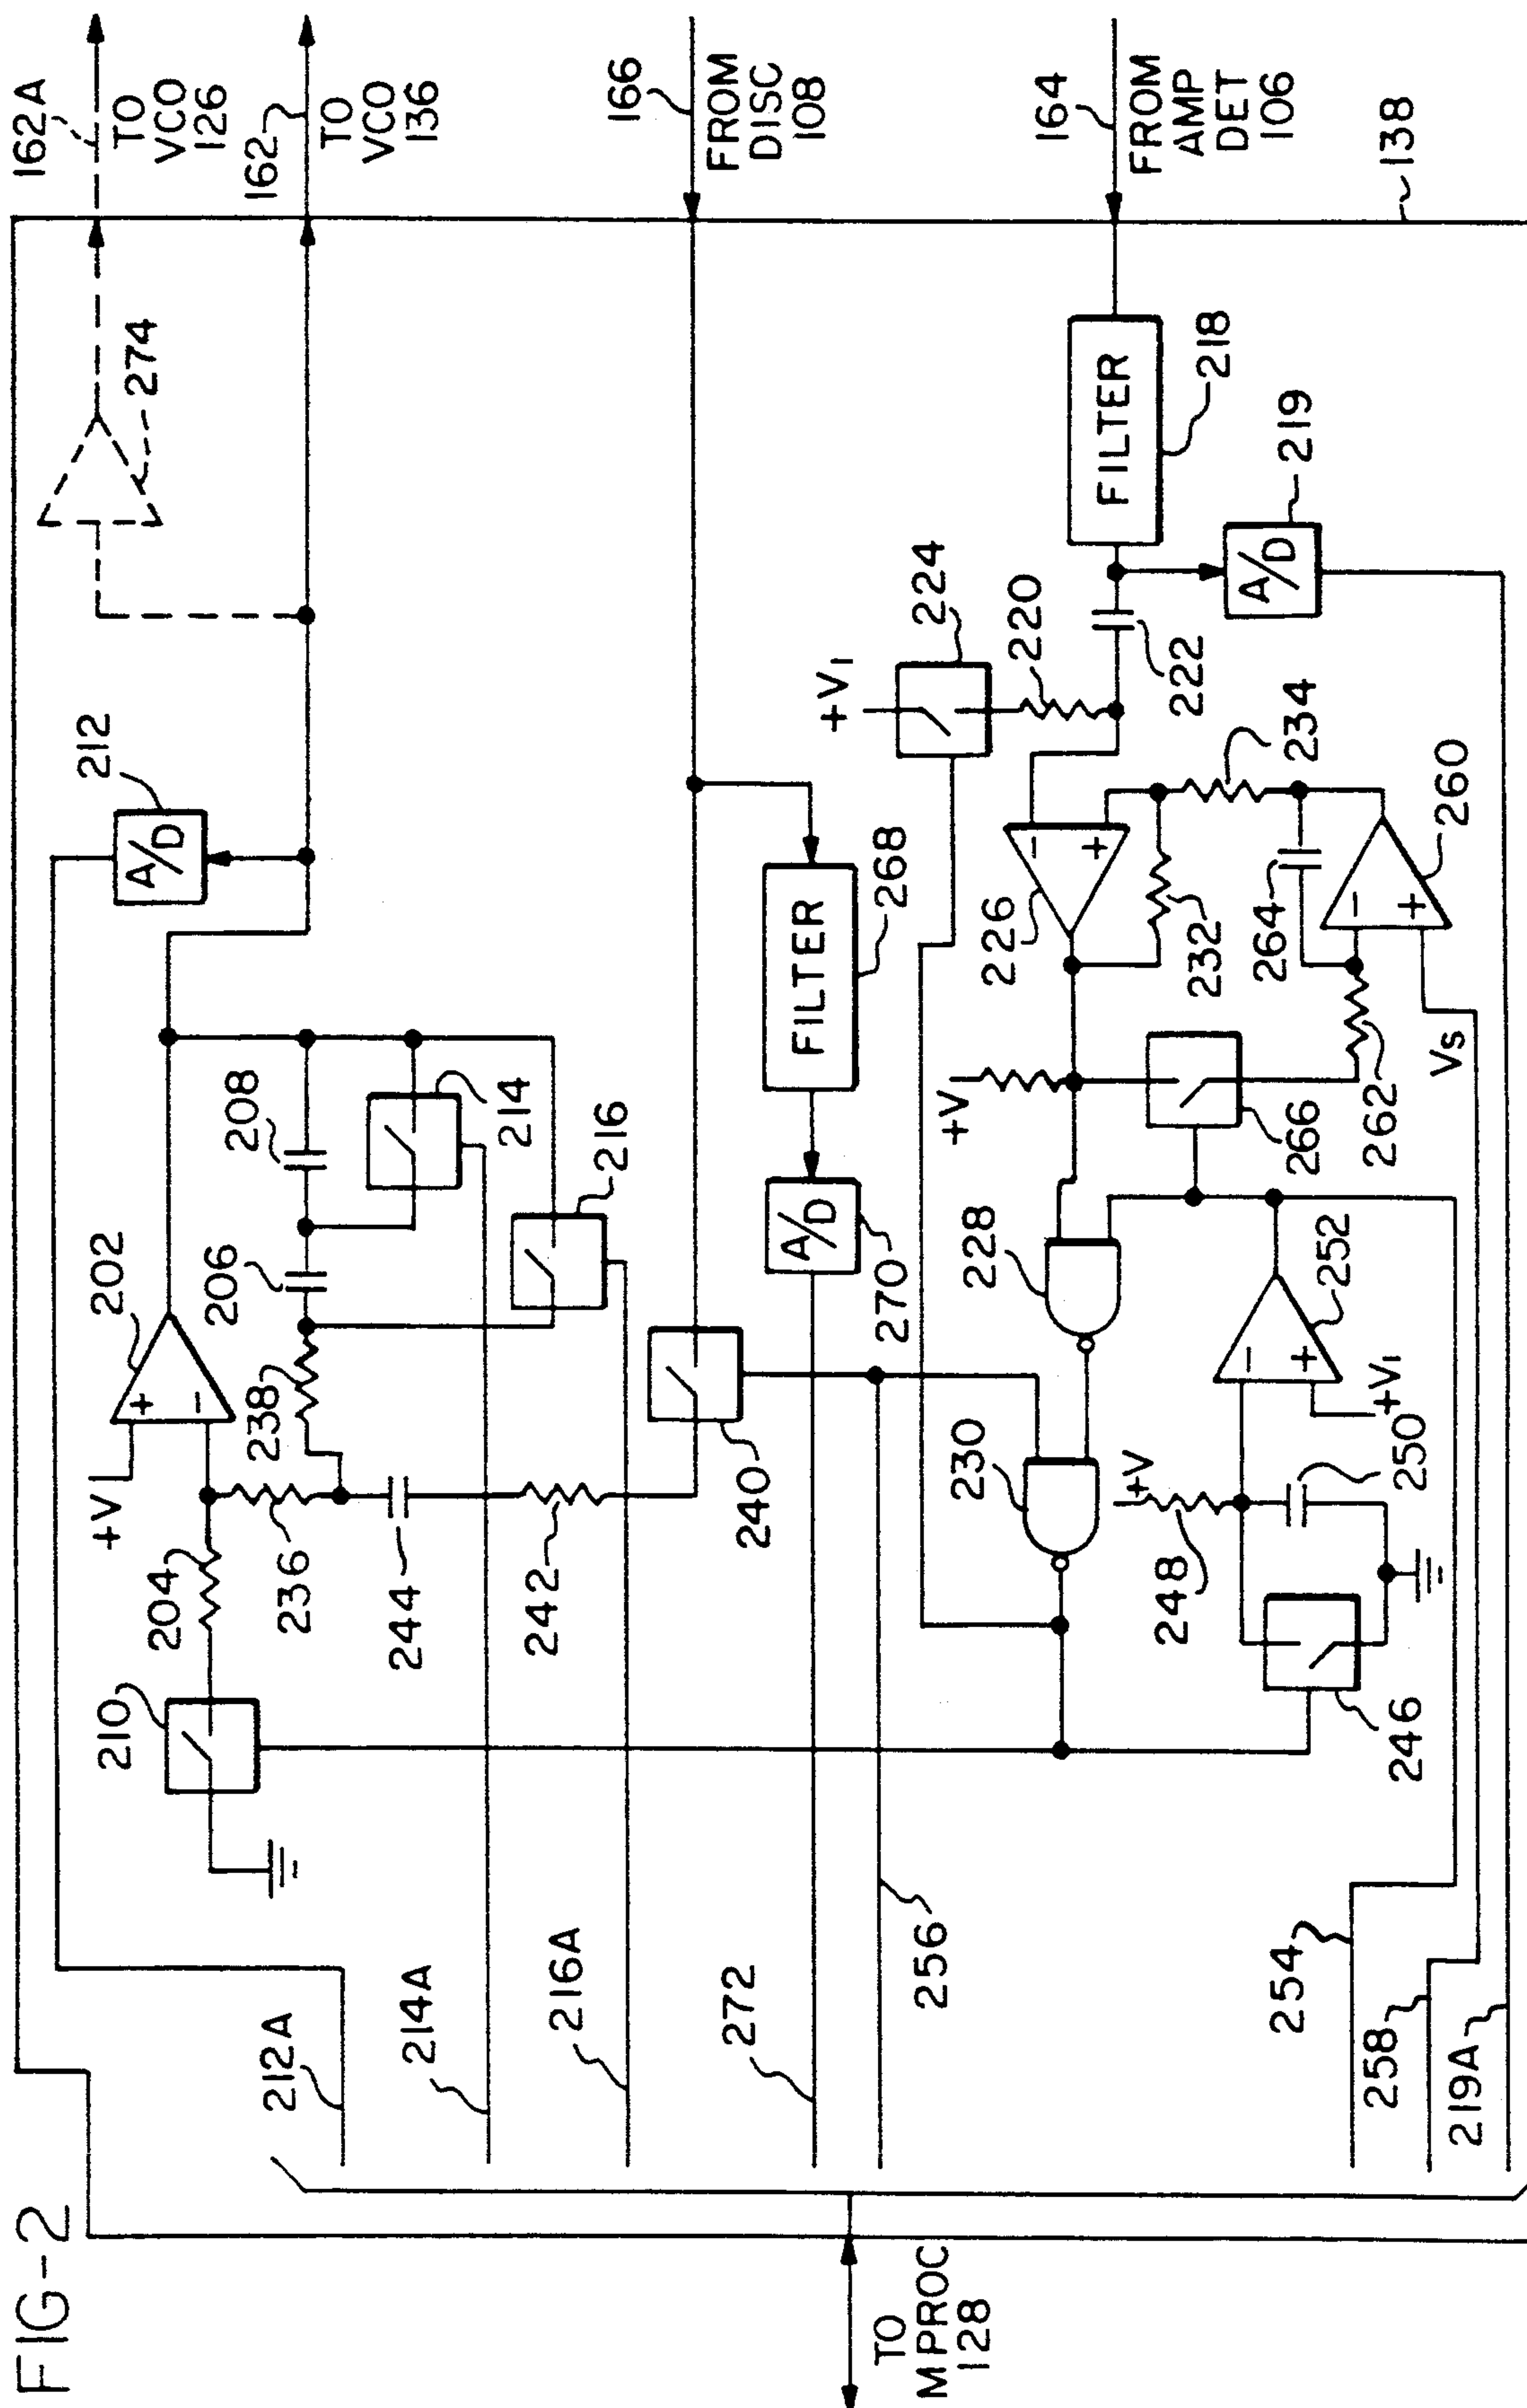 FIG-2
162A
TO
VCO
126
162
TO
VCO
136
166
FROM
DISC
108
164
FROM
AMP
DET
106
138
274
212
A/D
202
+V
+
-
204
210
206
208
214
216
236
238
244
242
240
212A
214A
216A
272
256
FILTER
268
A/D
270
FILTER
218
A/D
219
222
220
224
+V1
226
-
+
232
234
260
-
+
264
262
VS
266
+V
228
230
252
-
+
+V1
+V
248
250
246
254
258
219A
TO
MPROC
128